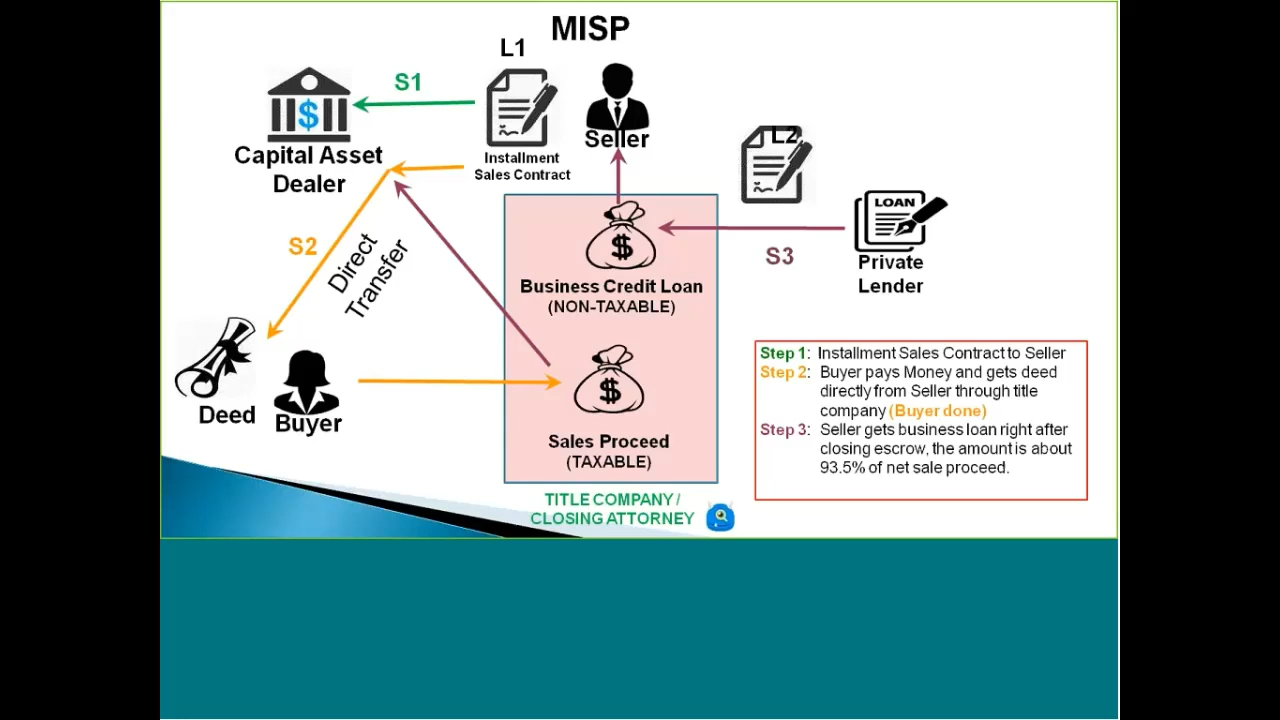 MISP
L1
S1
$
Seller
L2
Capital Asset
Dealer
Installment
Sales Contract
LOAN
S2
Direct
Transfer
$
S3
Private
Lender
Business Credit Loan
(NON-TAXABLE)
$
Deed
Buyer
Sales Proceed
(TAXABLE)
Step 1: Installment Sales Contract to Seller
Step 2: Buyer pays Money and gets deed
directly from Seller through title
company (Buyer done)
Step 3: Seller gets business loan right after
closing escrow, the amount is about
93.5% of net sale proceed.
TITLE COMPANY /
CLOSING ATTORNEY